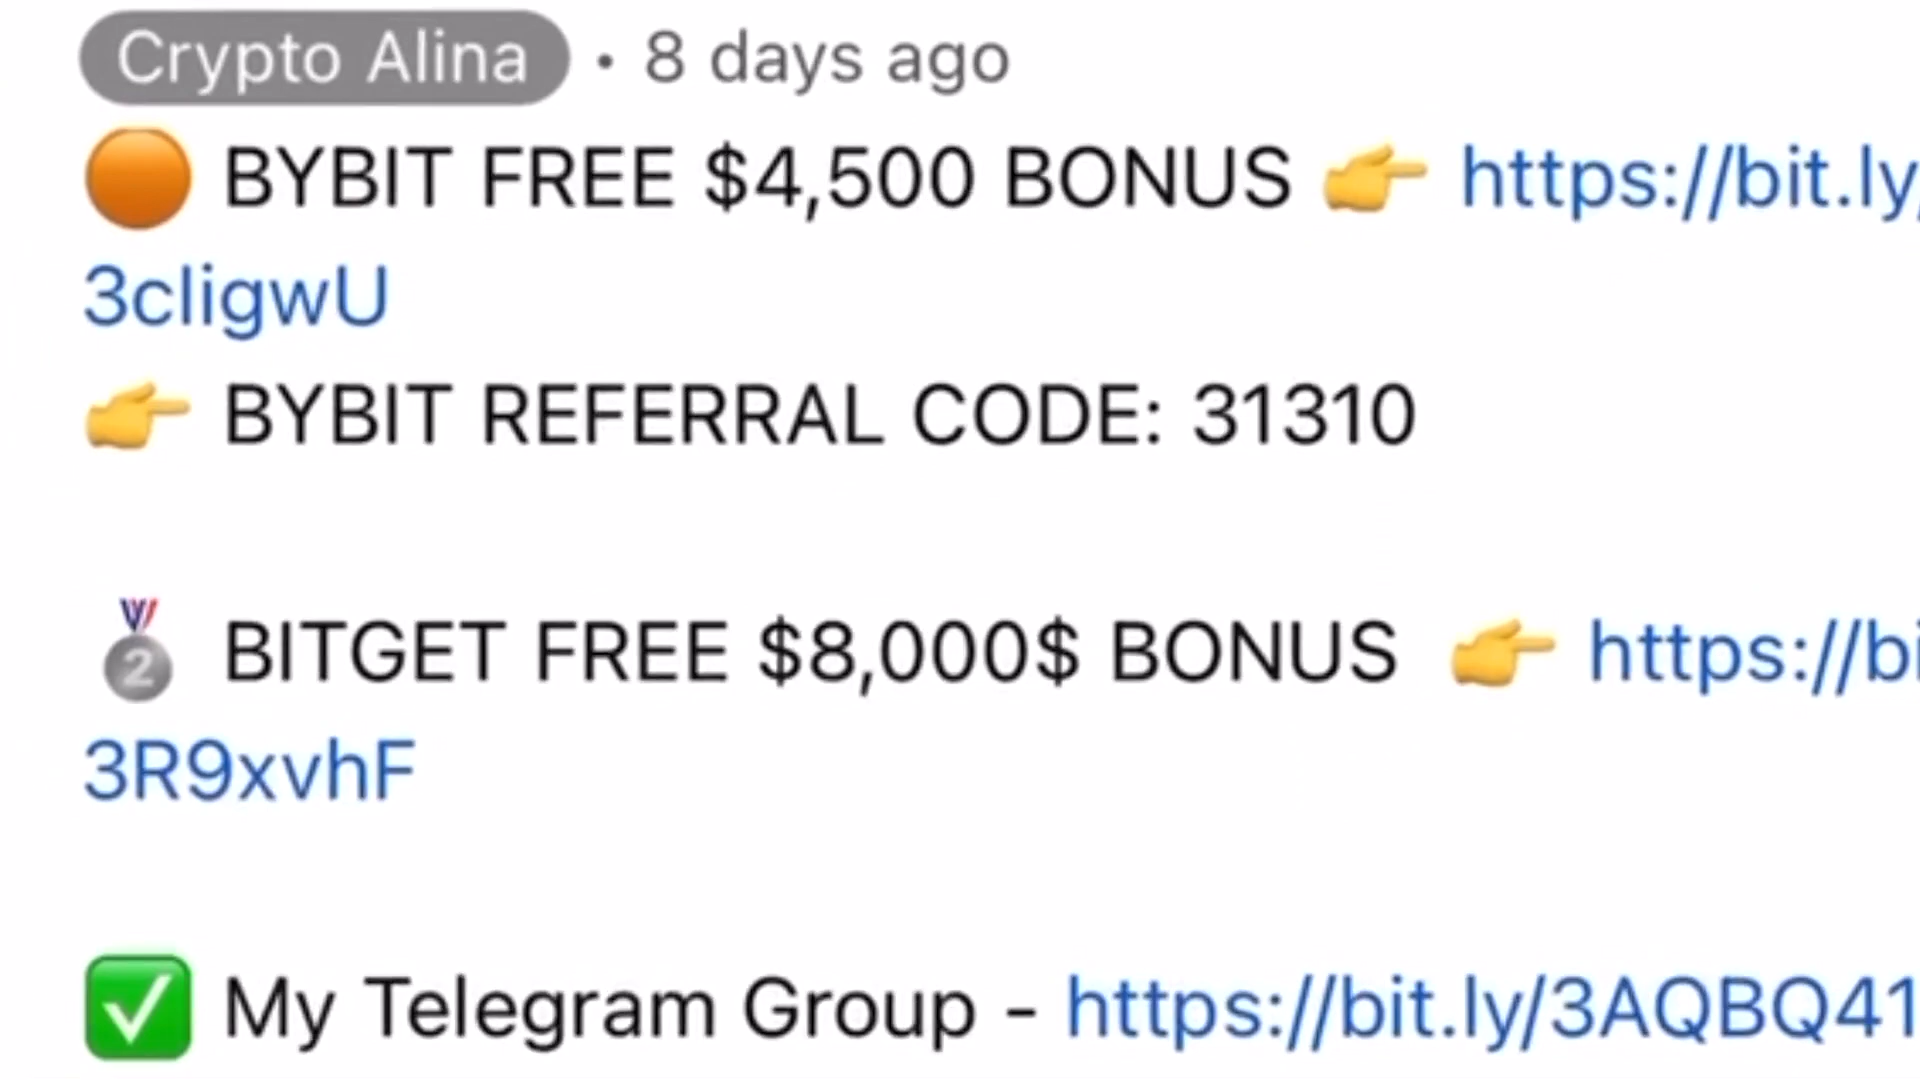 Crypto Alina • 8 days ago
🟠 BYBIT FREE $4,500 BONUS 👉 https://bit.ly/
3cIigwU
👉 BYBIT REFERRAL CODE: 31310
🥈 BITGET FREE $8,000$ BONUS 👉 https://bi
3R9xvhF
✅ My Telegram Group - https://bit.ly/3AQBQ41